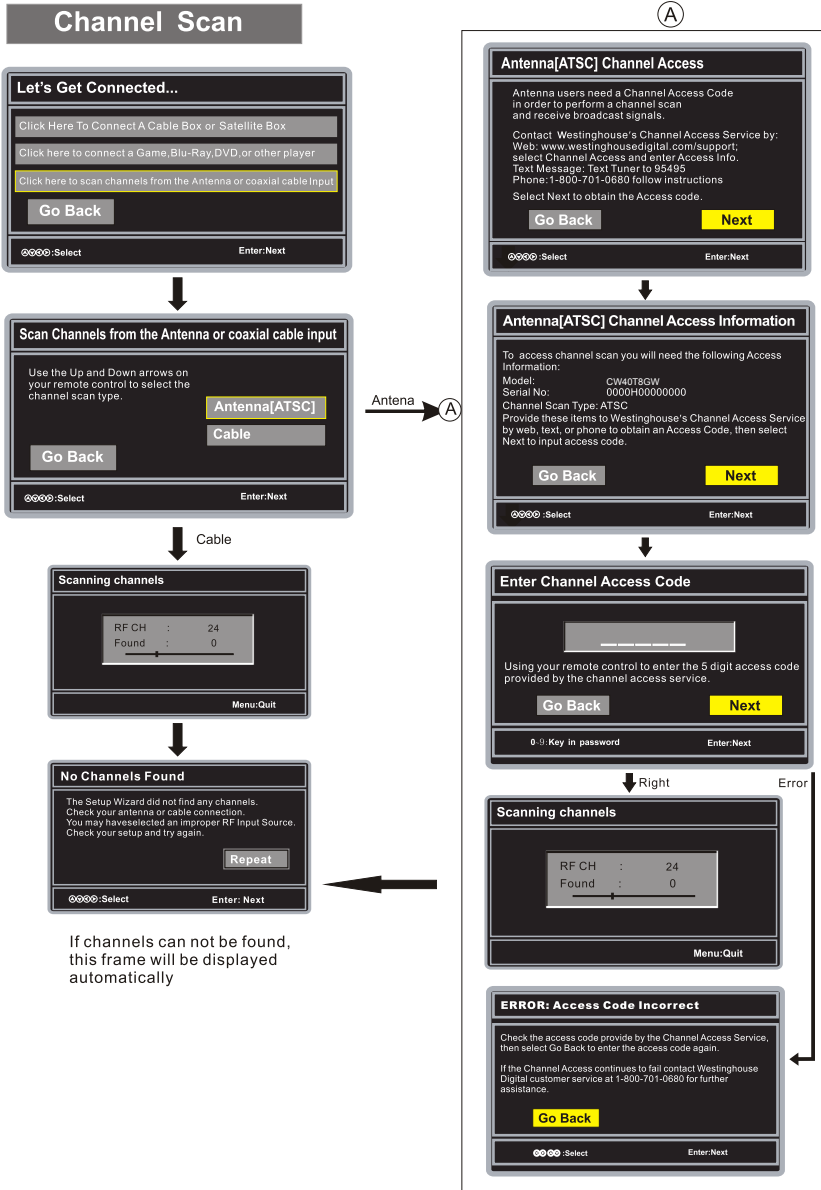 Channel Scan
Let's Get Connected...
Click Here To Connect A Cable Box or Satellite Box
Click here to connect a Game,Blu-Ray,DVD,or other player
Click here to scan channels from the Antenna or coaxial cable Input
Go Back
:Select Enter:Next
Scan Channels from the Antenna or coaxial cable input
Use the Up and Down arrows on
your remote control to select the
channel scan type.
Antenna[ATSC]
Cable
Go Back
:Select Enter:Next
Antena
A
Cable
Scanning channels
RF CH : 24
Found : 0
Menu:Quit
No Channels Found
The Setup Wizard did not find any channels.
Check your antenna or cable connection.
You may haveselected an improper RF Input Source.
Check your setup and try again.
Repeat
:Select Enter: Next
If channels can not be found,
this frame will be displayed
automatically
A
Antenna[ATSC] Channel Access
Antenna users need a Channel Access Code
in order to perform a channel scan
and receive broadcast signals.
Contact Westinghouse's Channel Access Service by:
Web: www.westinghousedigital.com/support;
select Channel Access and enter Access Info.
Text Message: Text Tuner to 95495
Phone:1-800-701-0680 follow instructions
Select Next to obtain the Access code.
Go Back Next
:Select Enter:Next
Antenna[ATSC] Channel Access Information
To access channel scan you will need the following Access
Information:
Model: CW40T8GW
Serial No: 0000H00000000
Channel Scan Type: ATSC
Provide these items to Westinghouse's Channel Access Service
by web, text, or phone to obtain an Access Code, then select
Next to input access code.
Go Back Next
:Select Enter:Next
Enter Channel Access Code
_ _ _ _ _
Using your remote control to enter the 5 digit access code
provided by the channel access service.
Go Back Next
0~9:Key in password Enter:Next
Right Error
Scanning channels
RF CH : 24
Found : 0
Menu:Quit
ERROR: Access Code Incorrect
Check the access code provide by the Channel Access Service,
then select Go Back to enter the access code again.
If the Channel Access continues to fail contact Westinghouse
Digital customer service at 1-800-701-0680 for further
assistance.
Go Back
:Select Enter:Next